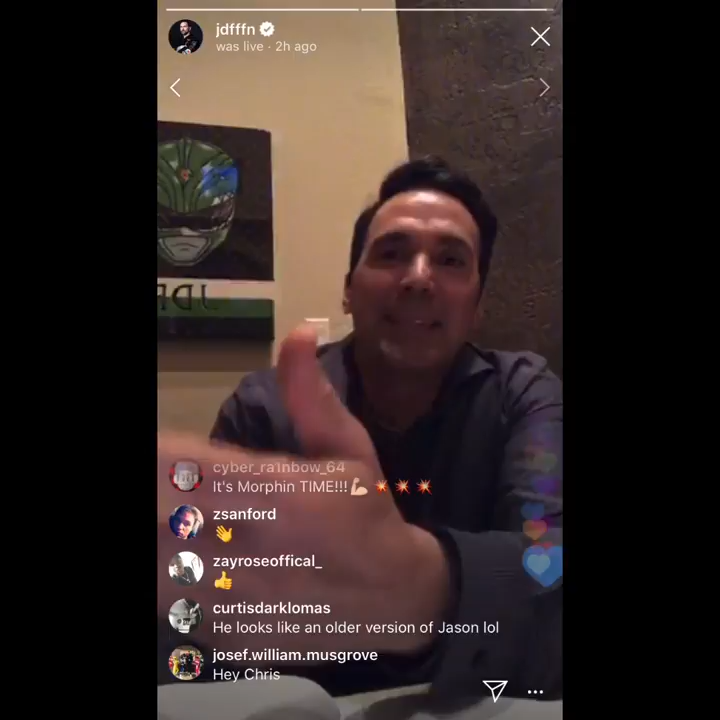 jdfffn
was live · 2h ago
JDF
cyber_ra1nbow_64
It's Morphin TIME!!!💪🏻 💥 💥 💥
zsanford
👋
zayroseoffical_
👍
curtisdarklomas
He looks like an older version of Jason lol
josef.william.musgrove
Hey Chris